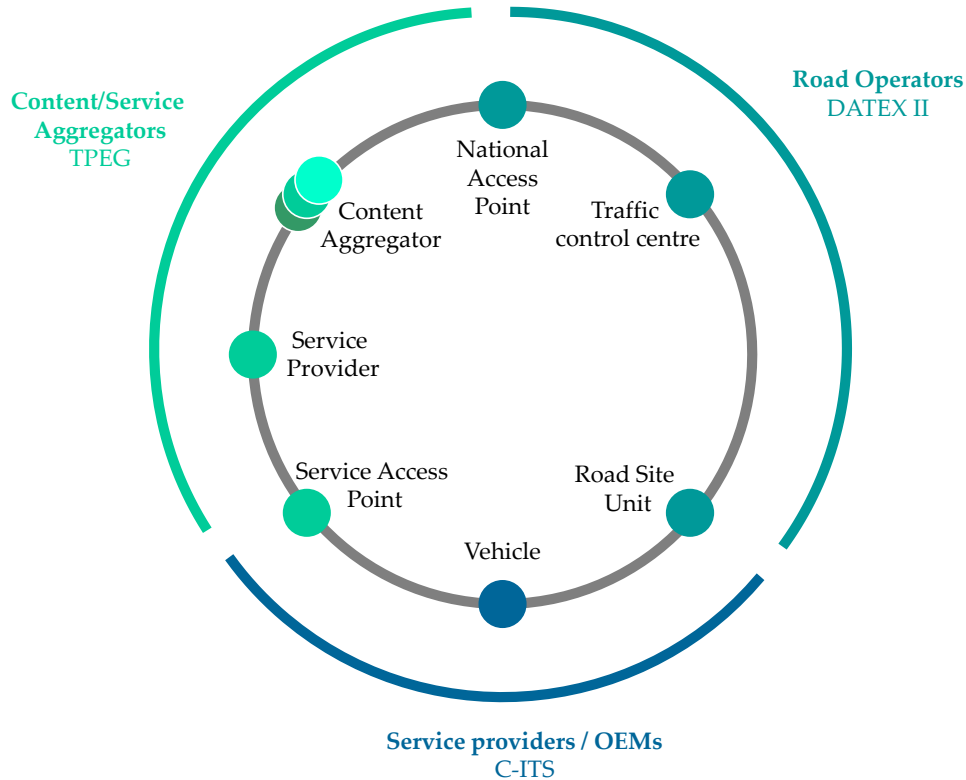 Content/Service
Aggregators
TPEG
Road Operators
DATEX II
National
Access
Point
Content
Aggregator
Traffic
control centre
Service
Provider
Service Access
Point
Road Site
Unit
Vehicle
Service providers / OEMs
C-ITS